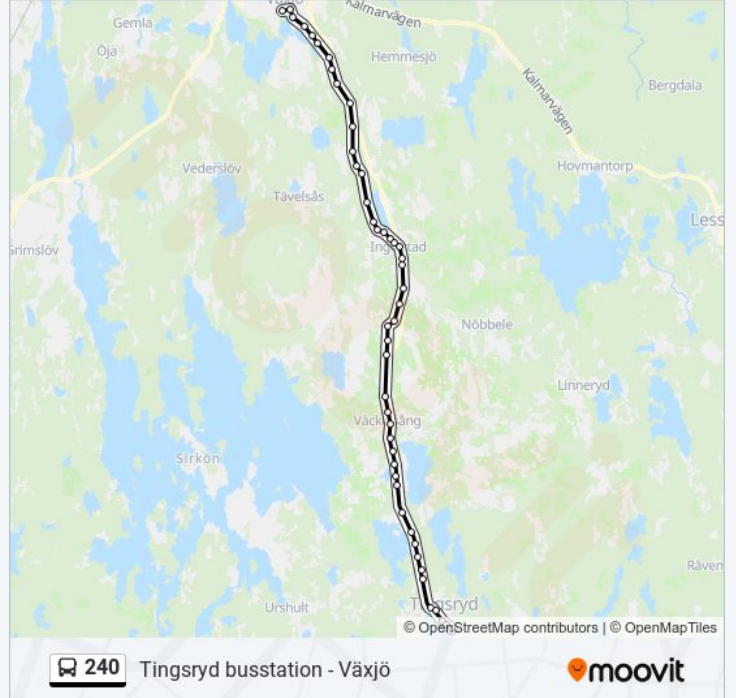 Kalmarvägen
Gemla
Öja
Hemmesjö
Bergdala
Kalmarvägen
Vederslöv
Hovmantorp
Tävelsås
Less
Grimslöv
Nöbbele
Linneryd
Sirkön
Urshult
Räven
Tingsryd
© OpenStreetMap contributors | © OpenMapTiles
240 Tingsryd busstation - Växjö
moovit